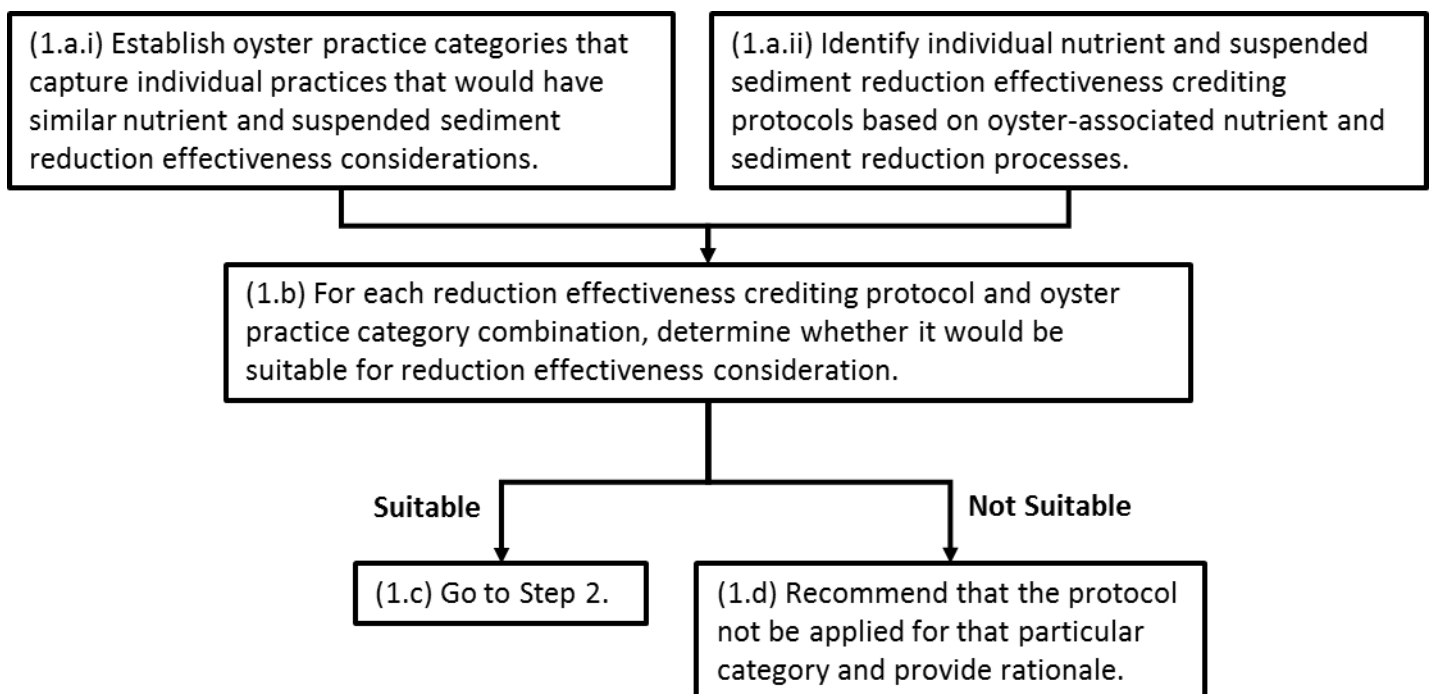 (1.a.i) Establish oyster practice categories that
capture individual practices that would have
similar nutrient and suspended sediment
reduction effectiveness considerations.
(1.a.ii) Identify individual nutrient and suspended
sediment reduction effectiveness crediting
protocols based on oyster-associated nutrient and
sediment reduction processes.
(1.b) For each reduction effectiveness crediting protocol and oyster
practice category combination, determine whether it would be
suitable for reduction effectiveness consideration.
Suitable
Not Suitable
(1.c) Go to Step 2.
(1.d) Recommend that the protocol
not be applied for that particular
category and provide rationale.